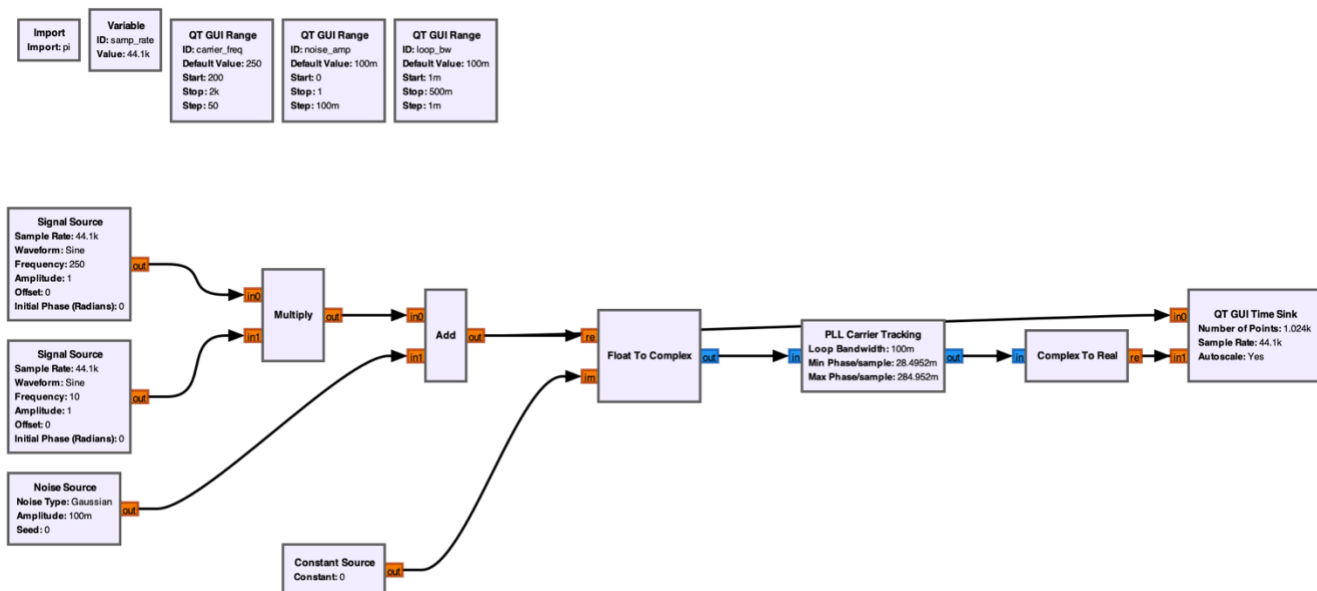 Import
Import: pi
Variable
ID: samp_rate
Value: 44.1k
QT GUI Range
ID: carrier_freq
Default Value: 250
Start: 200
Stop: 2k
Step: 50
QT GUI Range
ID: noise_amp
Default Value: 100m
Start: 0
Stop: 1
Step: 100m
QT GUI Range
ID: loop_bw
Default Value: 100m
Start: 1m
Stop: 500m
Step: 1m
Signal Source
Sample Rate: 44.1k
Waveform: Sine
Frequency: 250
Amplitude: 1
Offset: 0
Initial Phase (Radians): 0
out
Signal Source
Sample Rate: 44.1k
Waveform: Sine
Frequency: 10
Amplitude: 1
Offset: 0
Initial Phase (Radians): 0
out
Noise Source
Noise Type: Gaussian
Amplitude: 100m
Seed: 0
out
in0
in1
Multiply
out
in0
in1
Add
out
Constant Source
Constant: 0
out
re
im
Float To Complex
out
in
PLL Carrier Tracking
Loop Bandwidth: 100m
Min Phase/sample: 28.4952m
Max Phase/sample: 284.952m
out
in
Complex To Real
re
in0
in1
QT GUI Time Sink
Number of Points: 1.024k
Sample Rate: 44.1k
Autoscale: Yes